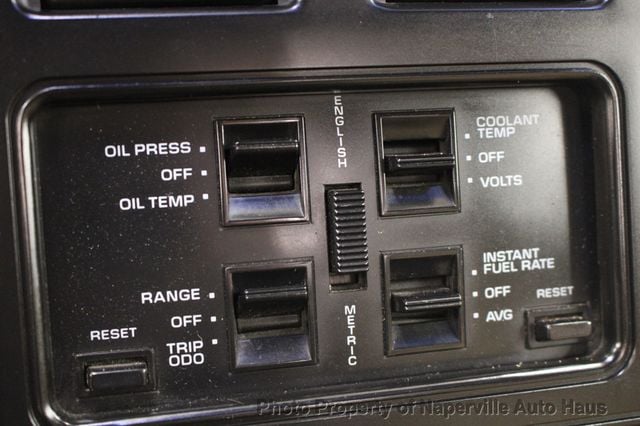 OIL PRESS
OFF
OIL TEMP
ENGLISH
COOLANT
TEMP
OFF
VOLTS
RANGE
OFF
TRIP
ODO
RESET
METRIC
INSTANT
FUEL RATE
OFF
AVG
RESET
Photo Property of Naperville Auto Haus